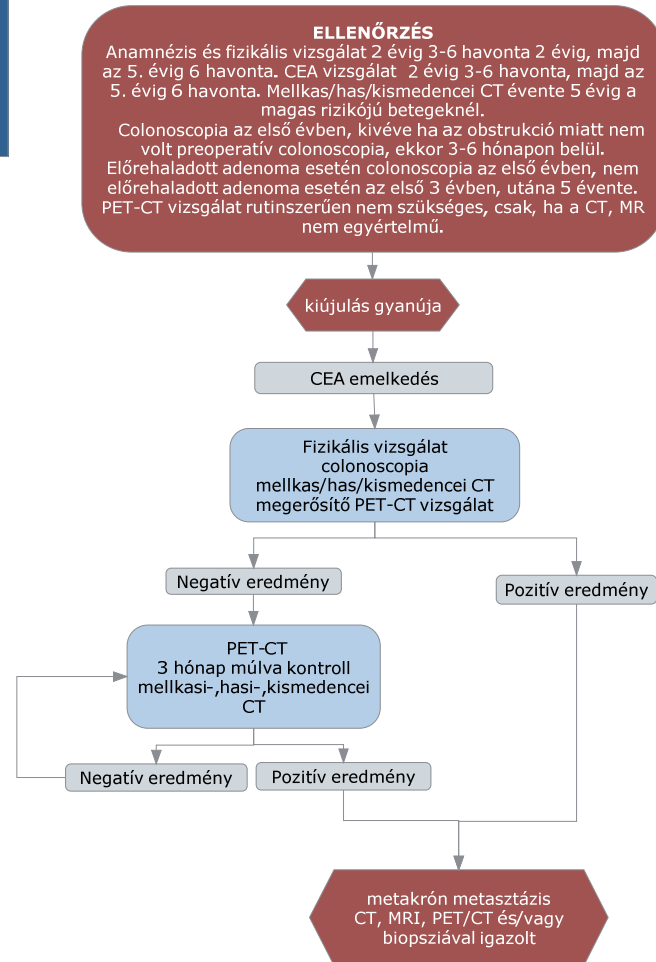 ELLENŐRZÉS
Anamnézis és fizikális vizsgálat 2 évig 3-6 havonta 2 évig, majd
az 5. évig 6 havonta. CEA vizsgálat 2 évig 3-6 havonta, majd az
5. évig 6 havonta. Mellkas/has/kismedencei CT évente 5 évig a
magas rizikójú betegeknél.
Colonoscopia az első évben, kivéve ha az obstrukció miatt nem
volt preoperatív colonoscopia, ekkor 3-6 hónapon belül.
Előrehaladott adenoma esetén colonoscopia az első évben, nem
előrehaladott adenoma esetén az első 3 évben, utána 5 évente.
PET-CT vizsgálat rutinszerűen nem szükséges, csak, ha a CT, MR
nem egyértelmű.
kiújulás gyanúja
CEA emelkedés
Fizikális vizsgálat
colonoscopia
mellkas/has/kismedencei CT
megerősítő PET-CT vizsgálat
Negatív eredmény
Pozitív eredmény
PET-CT
3 hónap múlva kontroll
mellkasi-,hasi-,kismedencei
CT
Negatív eredmény
Pozitív eredmény
metakrón metasztázis
CT, MRI, PET/CT és/vagy
biopsziával igazolt